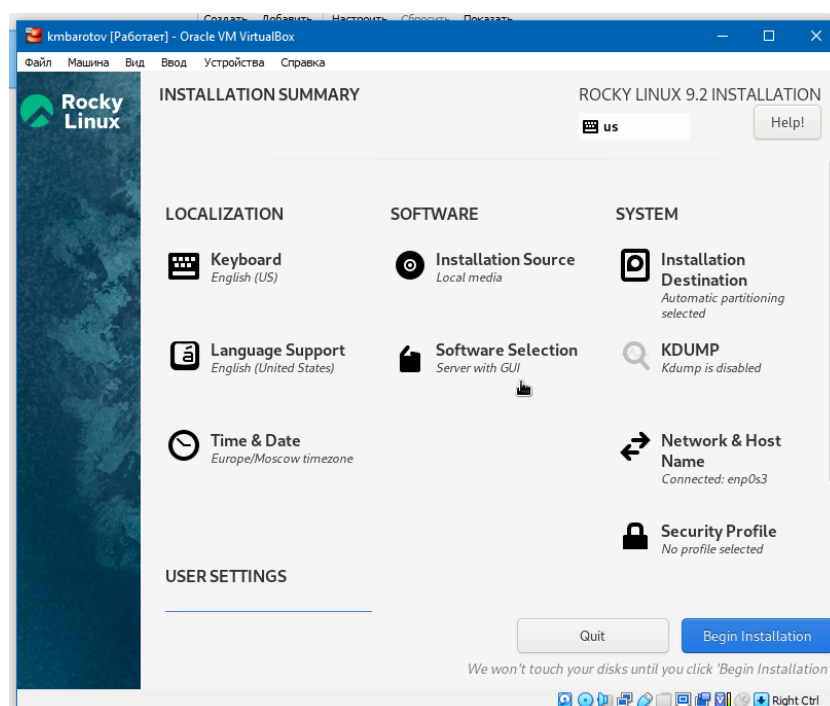 Создать Добавить Настроить Сбросить Показать
kmbarotov [Работает] - Oracle VM VirtualBox
Файл Машина Вид Ввод Устройства Справка
Rocky
Linux
INSTALLATION SUMMARY
ROCKY LINUX 9.2 INSTALLATION
us
Help!
LOCALIZATION
Keyboard
English (US)
Language Support
English (United States)
Time & Date
Europe/Moscow timezone
SOFTWARE
Installation Source
Local media
Software Selection
Server with GUI
SYSTEM
Installation
Destination
Automatic partitioning
selected
KDUMP
Kdump is disabled
Network & Host
Name
Connected: enp0s3
Security Profile
No profile selected
USER SETTINGS
Quit
Begin Installation
We won't touch your disks until you click 'Begin Installation
Right Ctrl